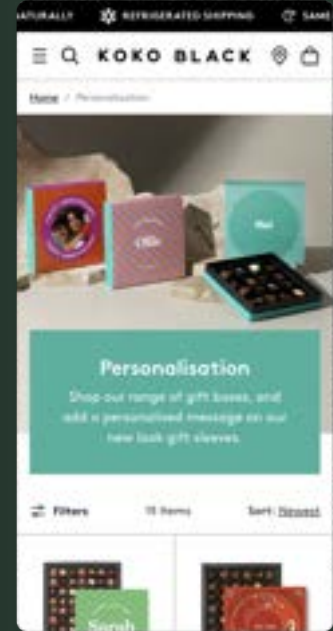 NATURALLY REFRIGERATED SHIPPING SAME
KOKO BLACK
Home / Personalisation
Ollie
Personalisation
Shop our range of gift boxes, and
add a personalised message on our
new look gift sleeves.
Filters 15 Items Sort: Newest
Sarah